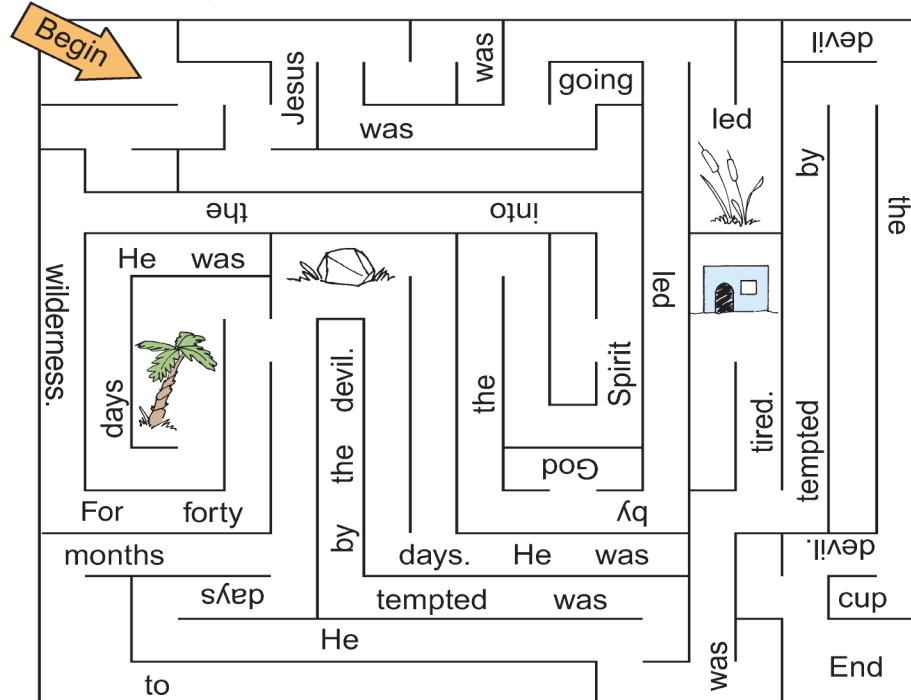 Begin
devil
Jesus
was
going
was
led
by
the
the
into
He was
wilderness.
led
days
by the devil.
the
Spirit
tired.
tempted
God
For forty
by
months
days. He was
devil.
days
tempted was
cup
He
was
End
to